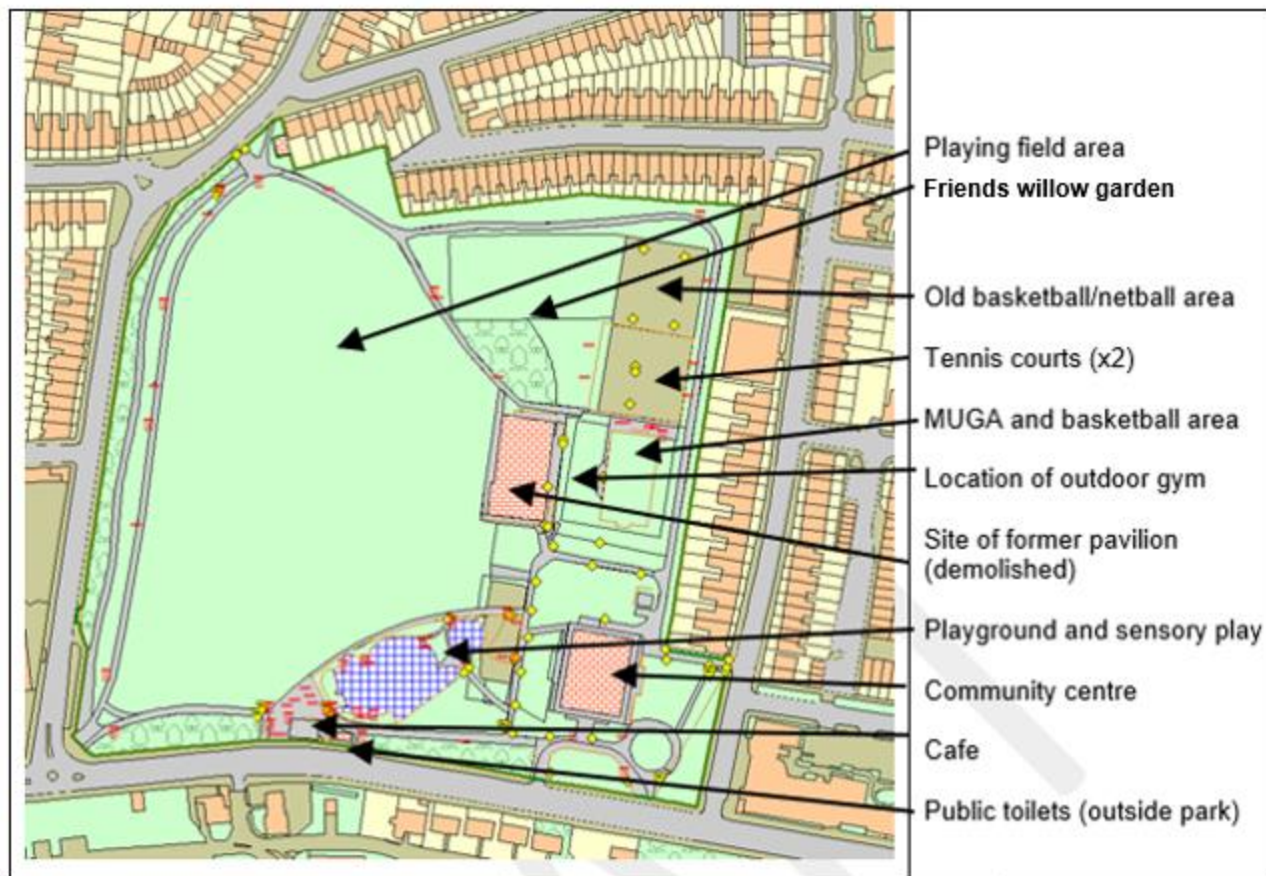 Playing field area
Friends willow garden
Old basketball/netball area
Tennis courts (x2)
MUGA and basketball area
Location of outdoor gym
Site of former pavilion
(demolished)
Playground and sensory play
Community centre
Cafe
Public toilets (outside park)